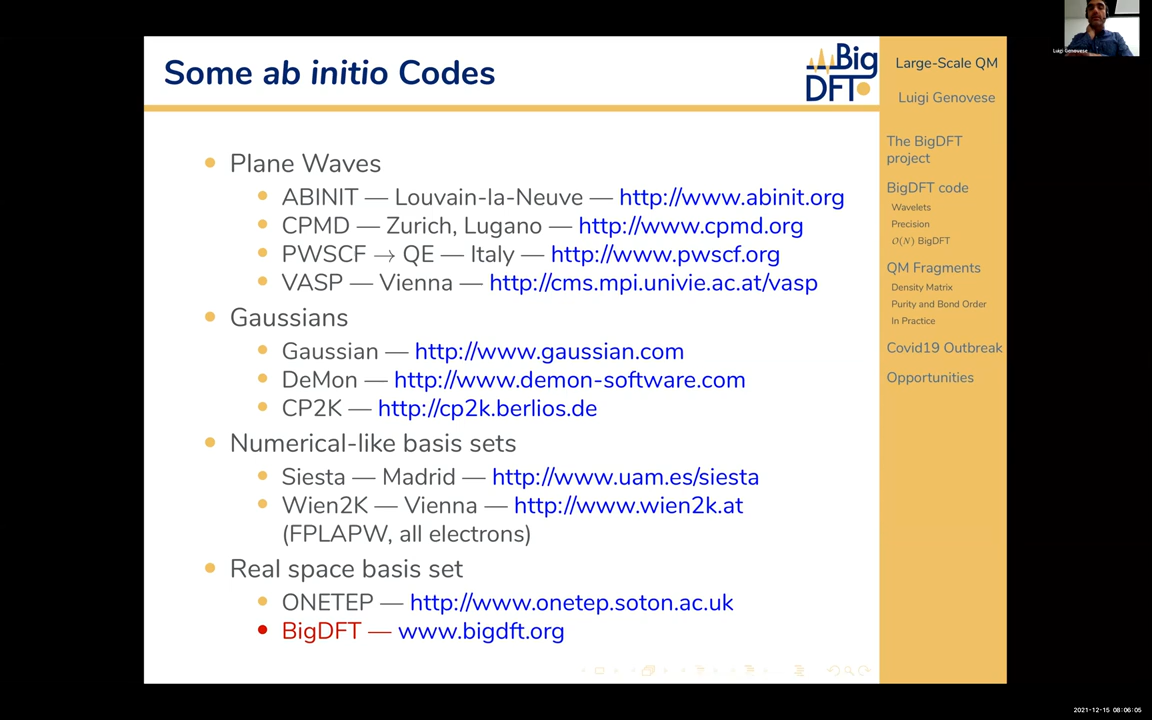 Some ab initio Codes
Big
DFT
Plane Waves
ABINIT — Louvain-la-Neuve — http://www.abinit.org
CPMD — Zurich, Lugano — http://www.cpmd.org
PWSCF → QE — Italy — http://www.pwscf.org
VASP — Vienna — http://cms.mpi.univie.ac.at/vasp
Gaussians
Gaussian — http://www.gaussian.com
DeMon — http://www.demon-software.com
CP2K — http://cp2k.berlios.de
Numerical-like basis sets
Siesta — Madrid — http://www.uam.es/siesta
Wien2K — Vienna — http://www.wien2k.at
(FPLAPW, all electrons)
Real space basis set
ONETEP — http://www.onetep.soton.ac.uk
BigDFT — www.bigdft.org
Large-Scale QM
Luigi Genovese
The BigDFT
project
BigDFT code
Wavelets
Precision
O(N) BigDFT
QM Fragments
Density Matrix
Purity and Bond Order
In Practice
Covid19 Outbreak
Opportunities
Luigi Genovese
2021-12-15 08:06:05